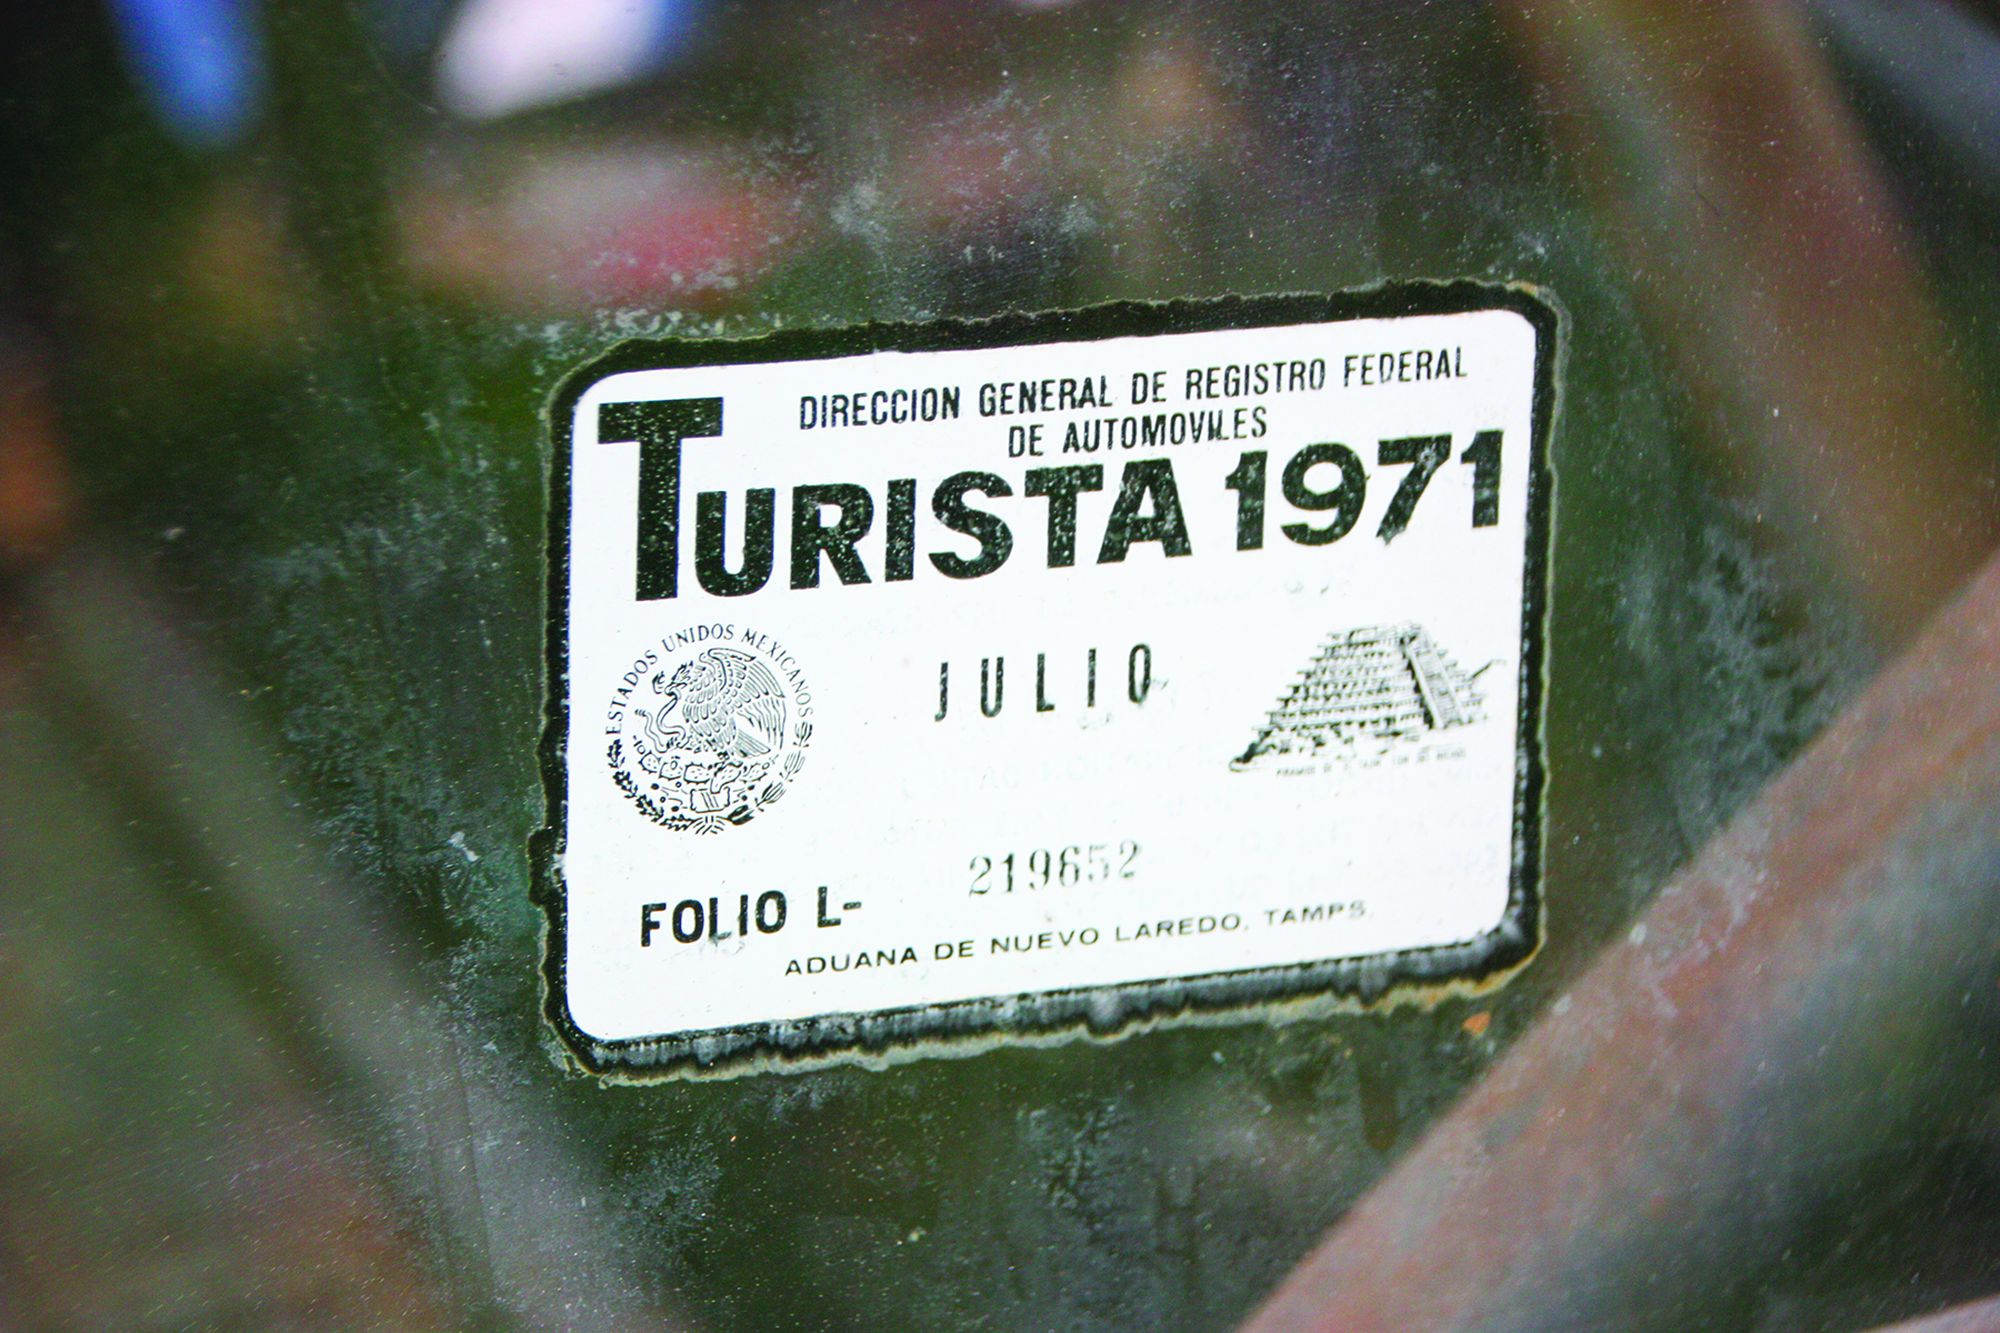 DIRECCION GENERAL DE REGISTRO FEDERAL
DE AUTOMOVILES
TURISTA 1971
ESTADOS UNIDOS MEXICANOS
JULIO
219652
FOLIO L-
ADUANA DE NUEVO LAREDO, TAMPS.